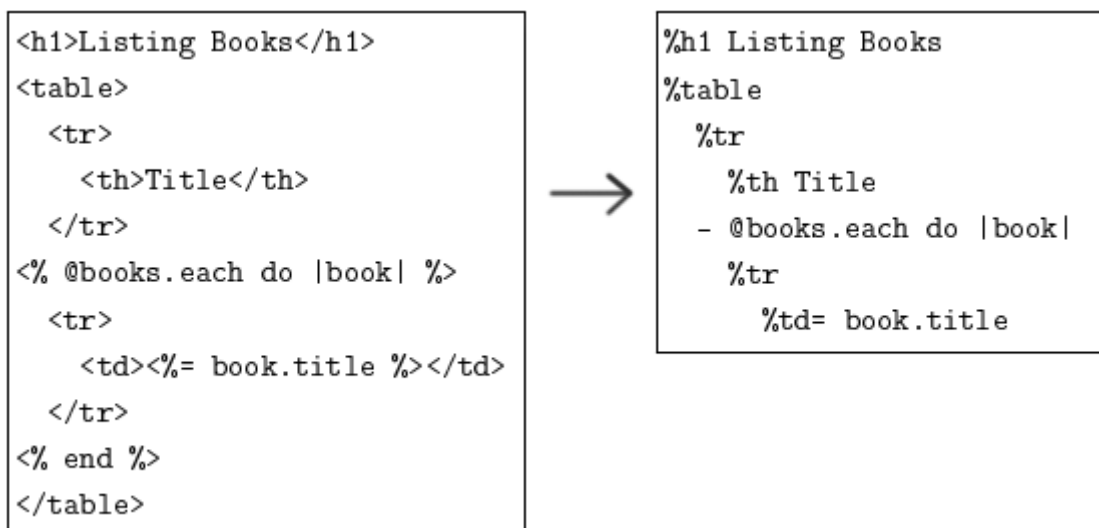 <h1>Listing Books</h1>
<table>
  <tr>
    <th>Title</th>
  </tr>
<% @books.each do |book| %>
  <tr>
    <td><%= book.title %></td>
  </tr>
<% end %>
</table>
%h1 Listing Books
%table
  %tr
    %th Title
  - @books.each do |book|
    %tr
      %td= book.title